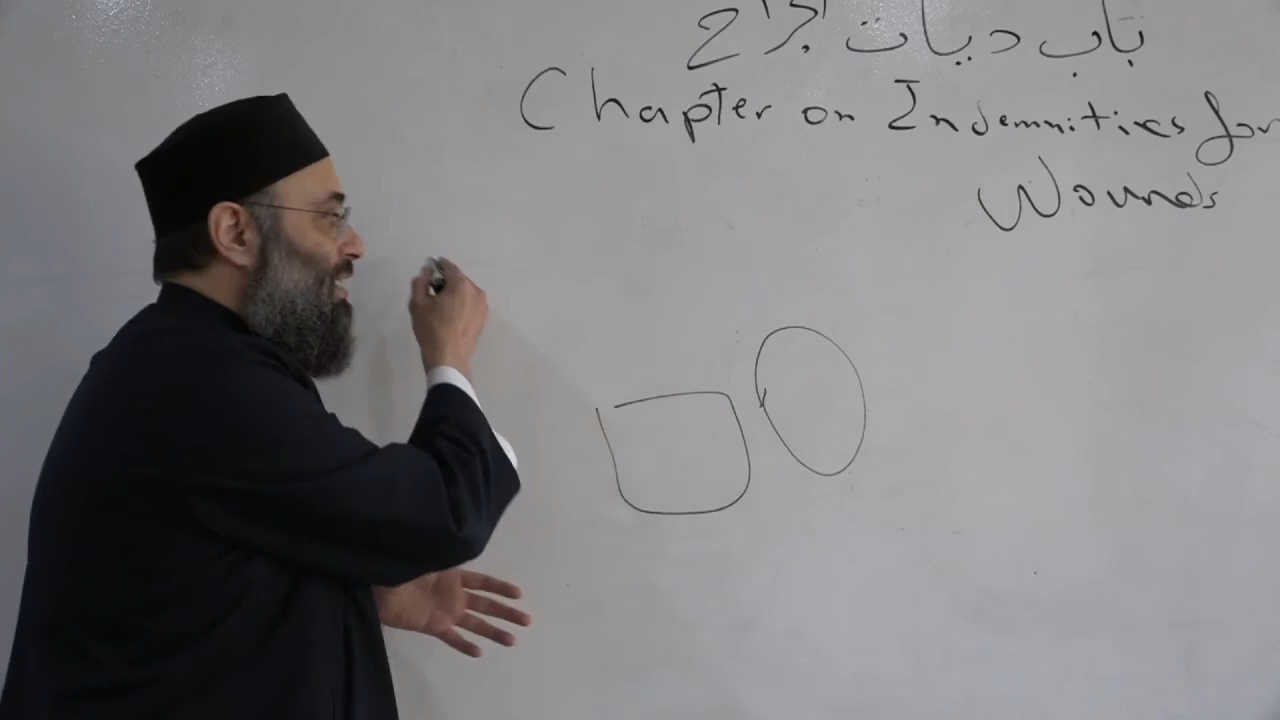 باب ديات الجراح
Chapter on Indemnities for
Wounds